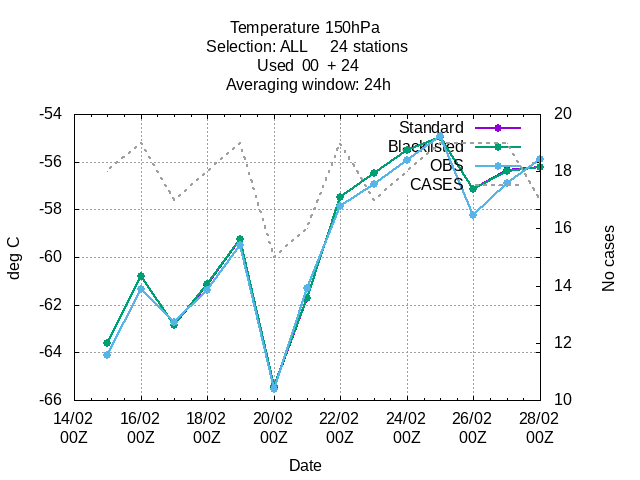 Temperature 150hPa
Selection: ALL     24 stations
Used  00  + 24
Averaging window: 24h
-54
-56
-58
-60
-62
-64
-66
deg C
20
18
16
14
12
10
No cases
Standard
Blacklisted
OBS
CASES
14/02 16/02 18/02 20/02 22/02 24/02 26/02 28/02
00Z 00Z 00Z 00Z 00Z 00Z 00Z 00Z
Date